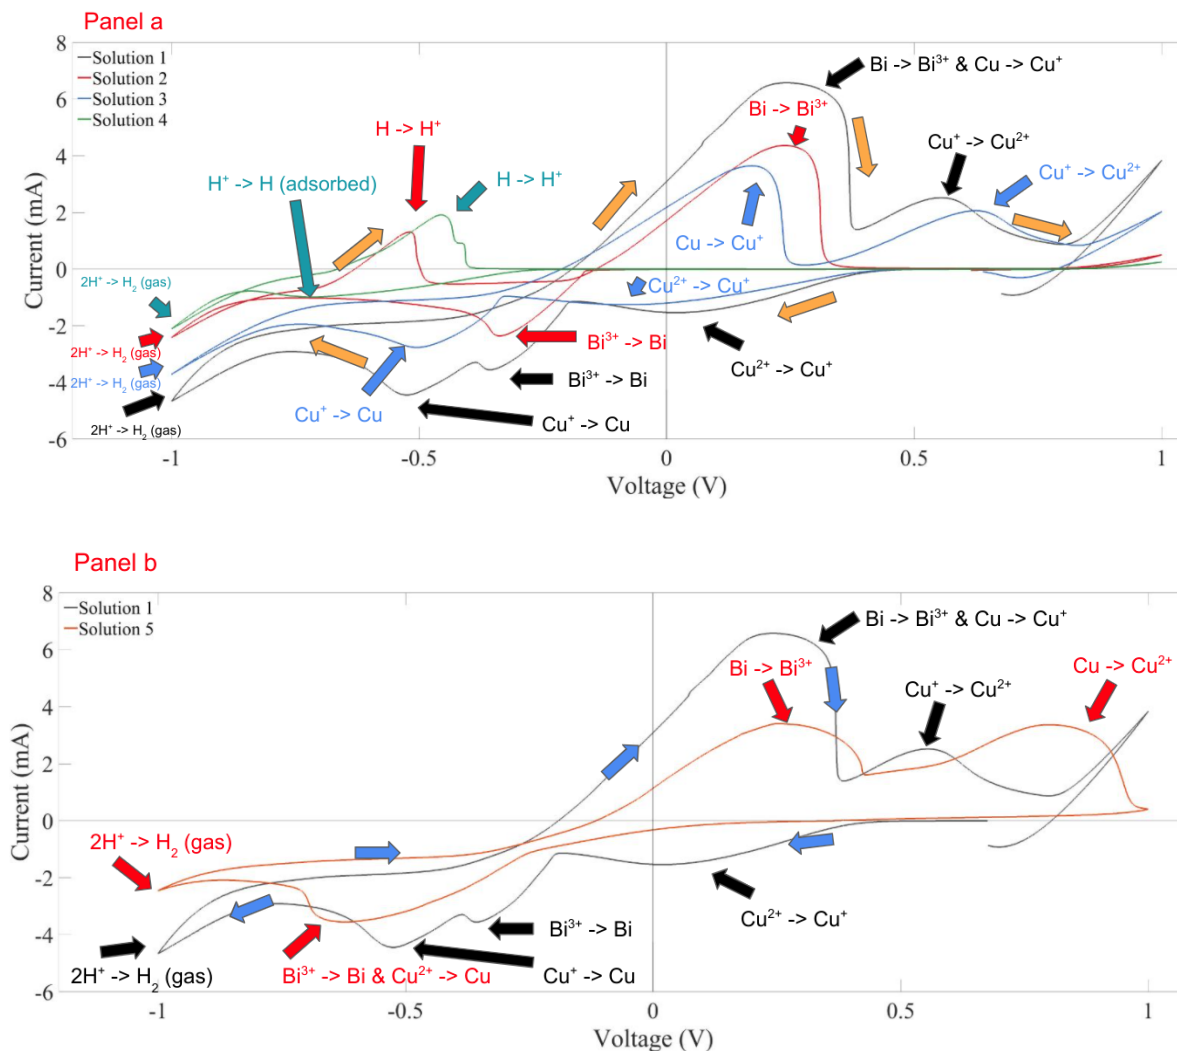 Panel a
8
6
4
2
0
-2
-4
-6
Current (mA)
Solution 1
Solution 2
Solution 3
Solution 4
Bi -> Bi³⁺ & Cu -> Cu⁺
Bi -> Bi³⁺
H -> H⁺
Cu⁺ -> Cu²⁺
Cu⁺ -> Cu²⁺
H⁺ -> H (adsorbed)
H -> H⁺
Cu -> Cu⁺
2H⁺ -> H₂ (gas)
Cu²⁺ -> Cu⁺
2H⁺ -> H₂ (gas)
Bi³⁺ -> Bi
Cu²⁺ -> Cu⁺
2H⁺ -> H₂ (gas)
Bi³⁺ -> Bi
Cu⁺ -> Cu
Cu⁺ -> Cu
2H⁺ -> H₂ (gas)
-1
-0.5
0
0.5
1
Voltage (V)
Panel b
8
6
4
2
0
-2
-4
-6
Current (mA)
Solution 1
Solution 5
Bi -> Bi³⁺ & Cu -> Cu⁺
Bi -> Bi³⁺
Cu -> Cu²⁺
Cu⁺ -> Cu²⁺
2H⁺ -> H₂ (gas)
Cu²⁺ -> Cu⁺
Bi³⁺ -> Bi
2H⁺ -> H₂ (gas)
Bi³⁺ -> Bi & Cu²⁺ -> Cu
Cu⁺ -> Cu
-1
-0.5
0
0.5
1
Voltage (V)